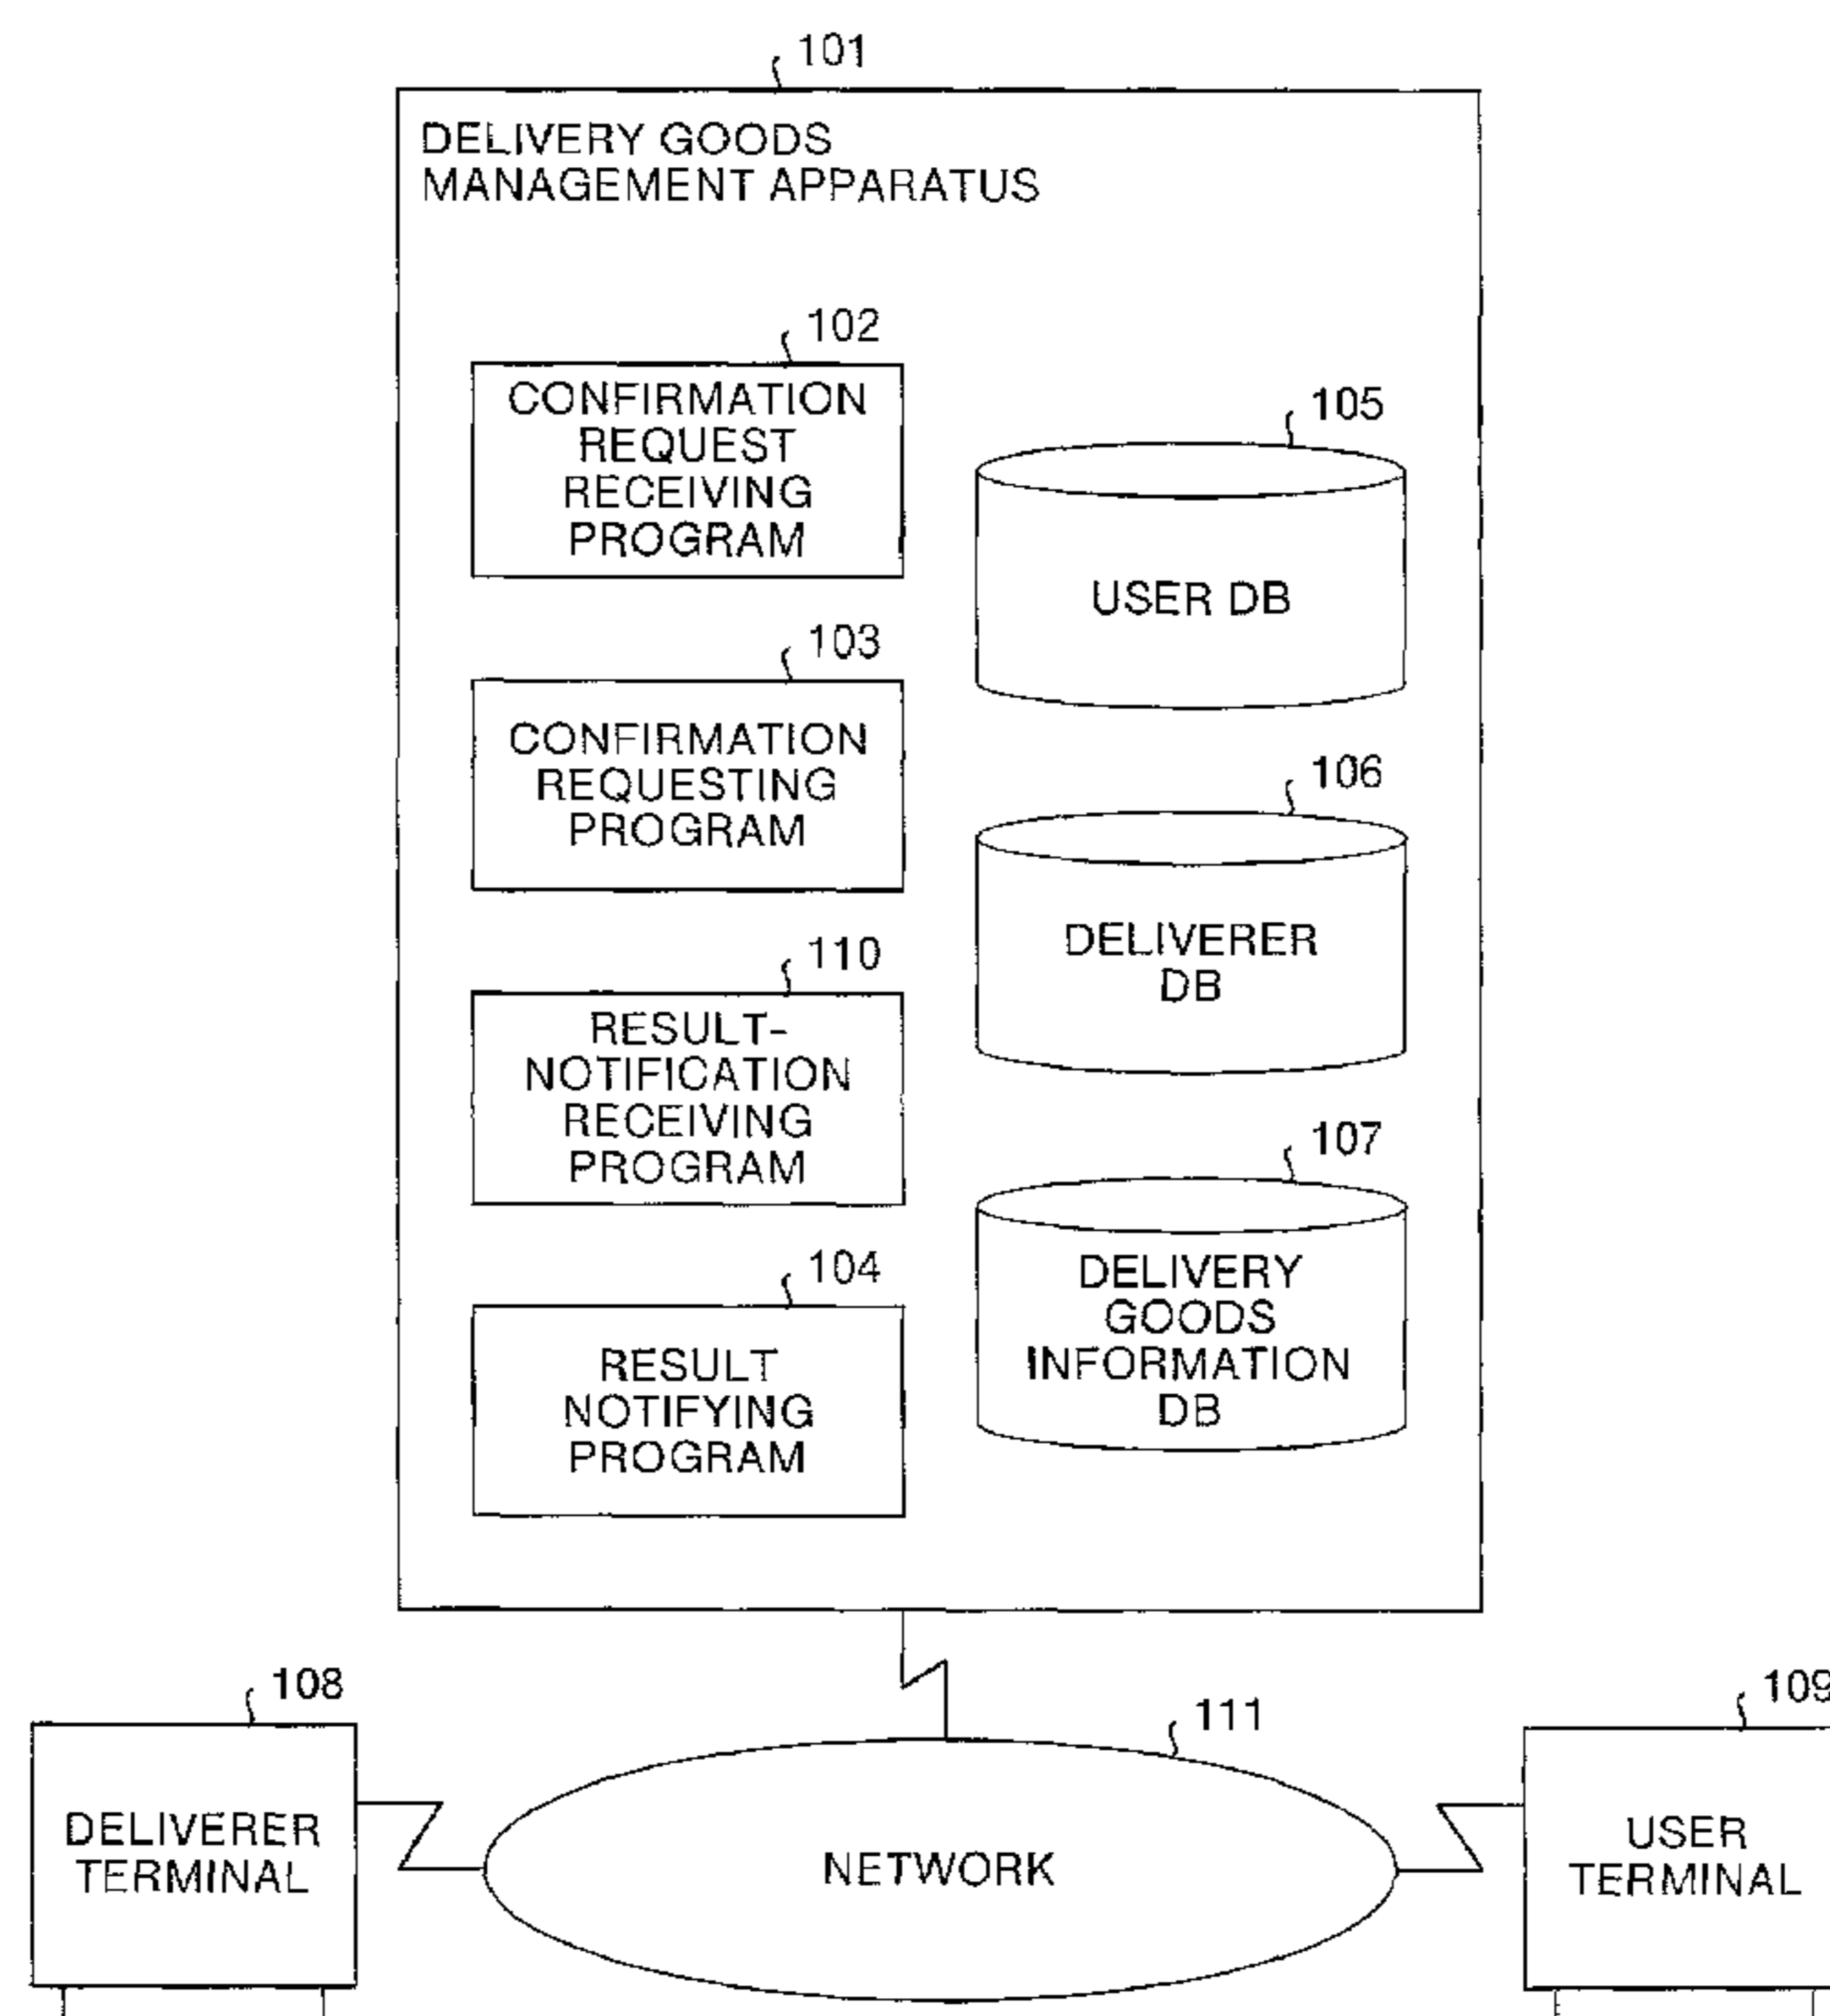 101
DELIVERY GOODS
MANAGEMENT APPARATUS
102
CONFIRMATION
REQUEST
RECEIVING
PROGRAM
105
USER DB
103
CONFIRMATION
REQUESTING
PROGRAM
106
DELIVERER
DB
110
RESULT-
NOTIFICATION
RECEIVING
PROGRAM
107
DELIVERY
GOODS
INFORMATION
DB
104
RESULT
NOTIFYING
PROGRAM
108
DELIVERER
TERMINAL
111
NETWORK
109
USER
TERMINAL